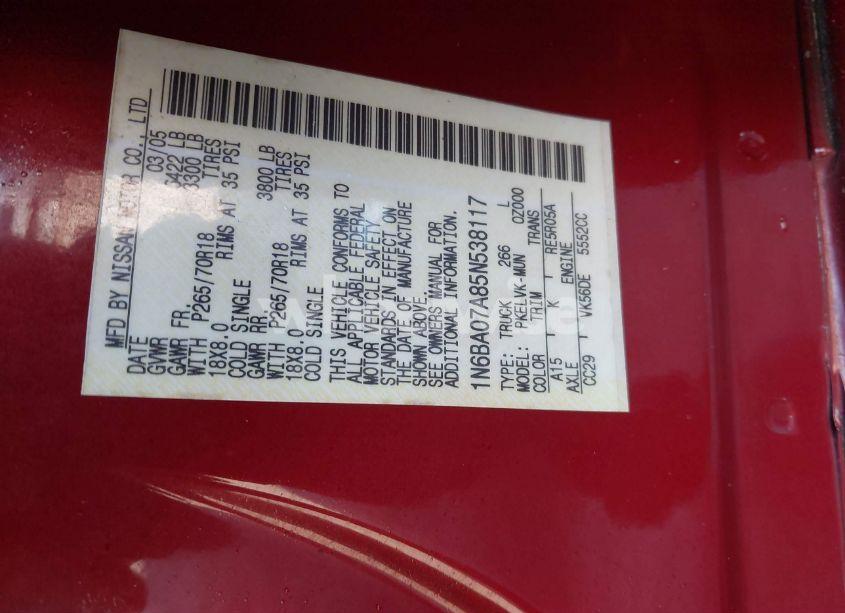 MFD BY NISSAN MOTOR CO., LTD
DATE 03/05
GVWR 6422 LB
GAWR FR. 3300 LB
WITH P265/70R18 TIRES
18X8.0 RIMS AT 35 PSI
COLD SINGLE
GAWR RR. 3800 LB
WITH P265/70R18 TIRES
18X8.0 RIMS AT 35 PSI
COLD SINGLE
THIS VEHICLE CONFORMS TO
ALL APPLICABLE FEDERAL
MOTOR VEHICLE SAFETY
STANDARDS IN EFFECT ON
THE DATE OF MANUFACTURE
SHOWN ABOVE.
SEE OWNERS MANUAL FOR
ADDITIONAL INFORMATION.
1N6BA07A85N538117
TYPE: TRUCK 266 L
MODEL: PKELVK-MUN 0Z000
COLOR TRIM TRANS
A15 K RE5R05A
AXLE ENGINE
CC29 VK56DE 5552CC